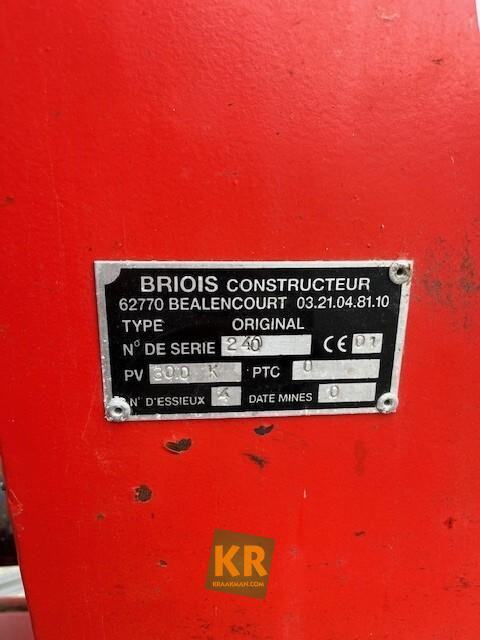 BRIOIS CONSTRUCTEUR
62770 BEALENCOURT 03.21.04.81.10
TYPE ORIGINAL
N° DE SERIE 240 CE 01
PV 300 K PTC 0
N° D'ESSIEUX DATE MINES 0
KR
KRAAKMAN.COM